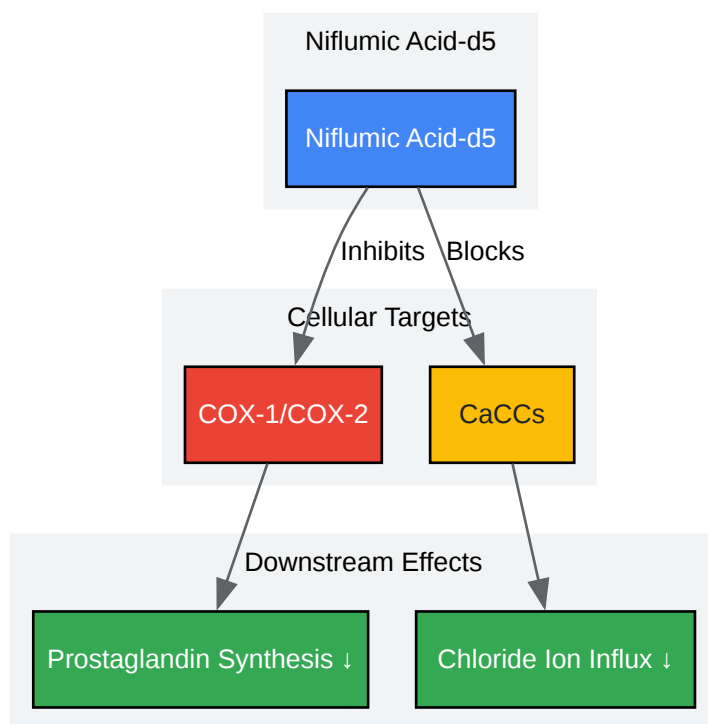 Niflumic Acid-d5
Niflumic Acid-d5
Inhibits
Blocks
Cellular Targets
COX-1/COX-2
CaCCs
Downstream Effects
Prostaglandin Synthesis ↓
Chloride Ion Influx ↓